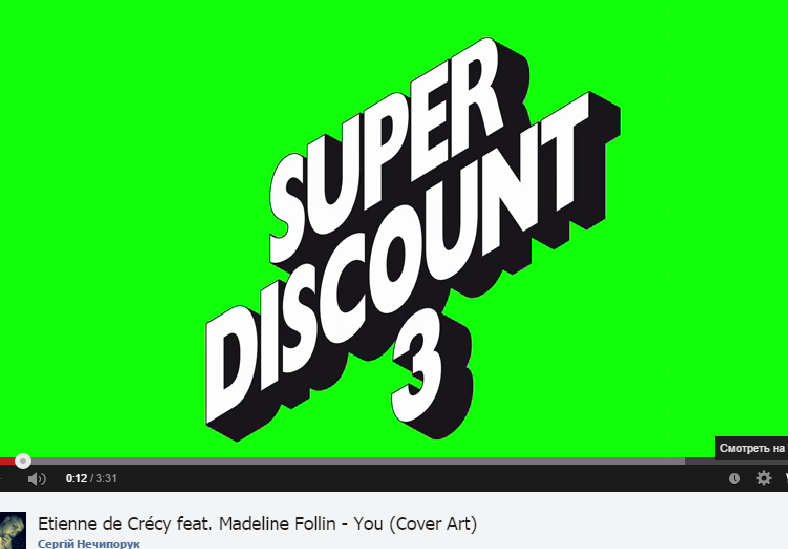 SUPER
DISCOUNT
3
Смотреть на
0:12 / 3:31
Etienne de Crécy feat. Madeline Follin - You (Cover Art)
Сергій Нечипорук